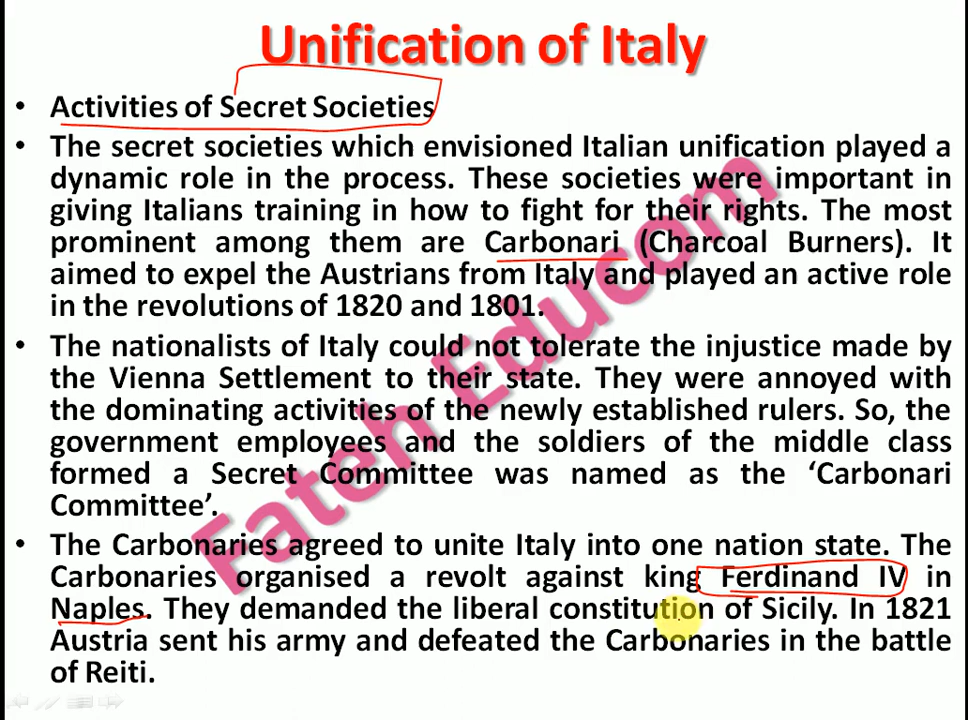 Unification of Italy
• Activities of Secret Societies
• The secret societies which envisioned Italian unification played a
dynamic role in the process. These societies were important in
giving Italians training in how to fight for their rights. The most
prominent among them are Carbonari (Charcoal Burners). It
aimed to expel the Austrians from Italy and played an active role
in the revolutions of 1820 and 1801.
• The nationalists of Italy could not tolerate the injustice made by
the Vienna Settlement to their state. They were annoyed with
the dominating activities of the newly established rulers. So, the
government employees and the soldiers of the middle class
formed a Secret Committee was named as the ‘Carbonari
Committee’.
• The Carbonaries agreed to unite Italy into one nation state. The
Carbonaries organised a revolt against king Ferdinand IV in
Naples. They demanded the liberal constitution of Sicily. In 1821
Austria sent his army and defeated the Carbonaries in the battle
of Reiti.
Fateh Educom